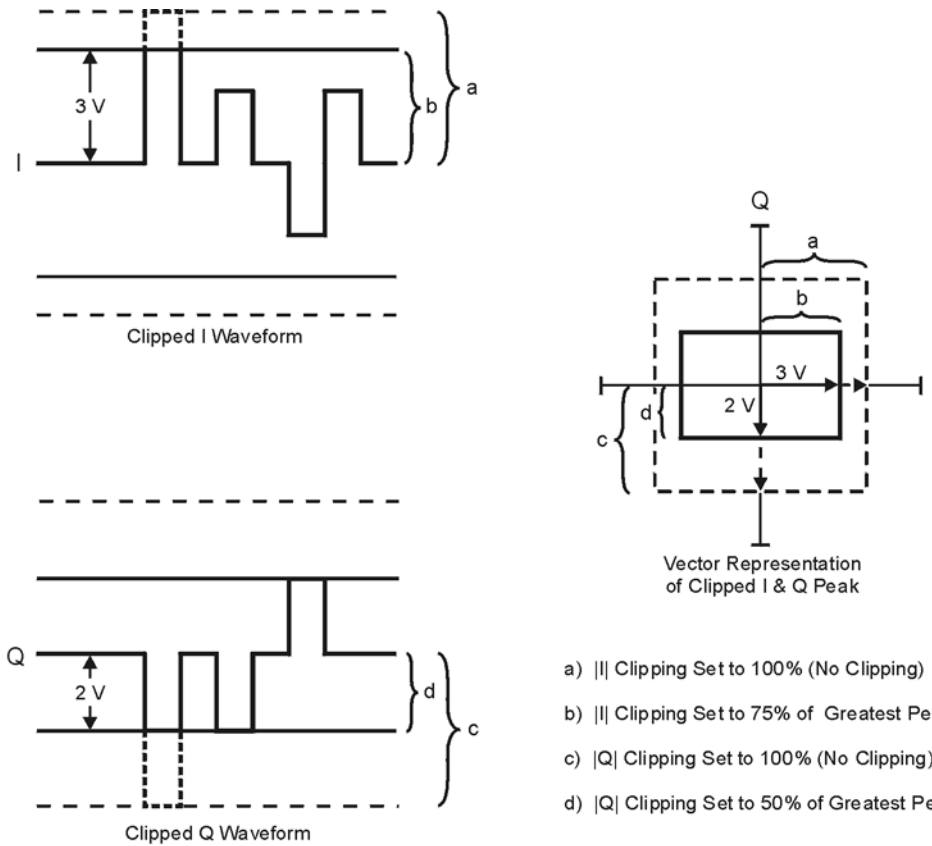 3 V
b
a
I
Clipped I Waveform
Q
a
b
3 V
2 V
d
c
Vector Representation
of Clipped I & Q Peak
Q
2 V
d
c
Clipped Q Waveform
a) |I| Clipping Set to 100% (No Clipping)
b) |I| Clipping Set to 75% of Greatest Pe
c) |Q| Clipping Set to 100% (No Clipping)
d) |Q| Clipping Set to 50% of Greatest Pe